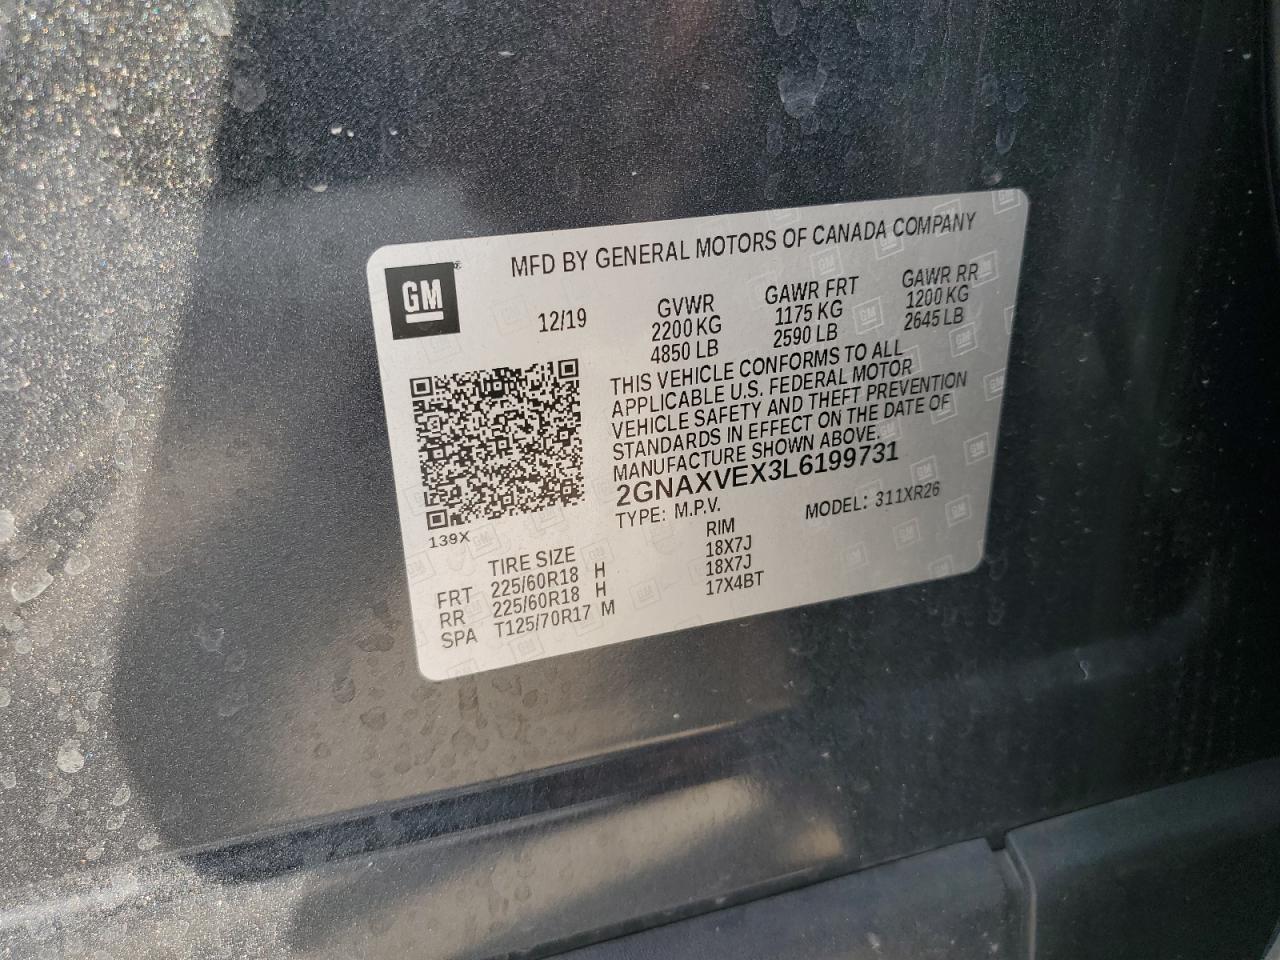 GM®
MFD BY GENERAL MOTORS OF CANADA COMPANY
12/19
GVWR
2200 KG
4850 LB
GAWR FRT
1175 KG
2590 LB
GAWR RR
1200 KG
2645 LB
THIS VEHICLE CONFORMS TO ALL
APPLICABLE U.S. FEDERAL MOTOR
VEHICLE SAFETY AND THEFT PREVENTION
STANDARDS IN EFFECT ON THE DATE OF
MANUFACTURE SHOWN ABOVE.
2GNAXVEX3L6199731
TYPE: M.P.V.
MODEL: 311XR26
139X
TIRE SIZE RIM
FRT 225/60R18 H 18X7J
RR 225/60R18 H 18X7J
SPA T125/70R17 M 17X4BT